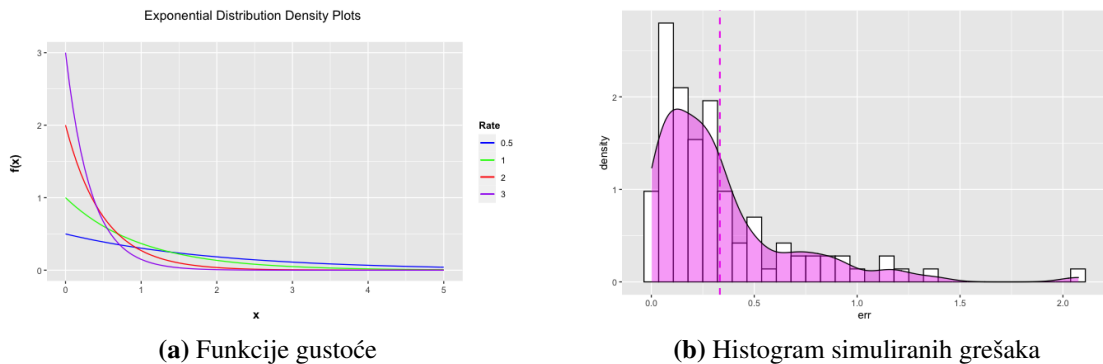 Exponential Distribution Density Plots
f(x)
3
2
1
0
0
1
2
3
4
5
x
Rate
0.5
1
2
3
(a) Funkcije gustoće
density
2
1
0
0.0
0.5
1.0
1.5
2.0
err
(b) Histogram simuliranih grešaka